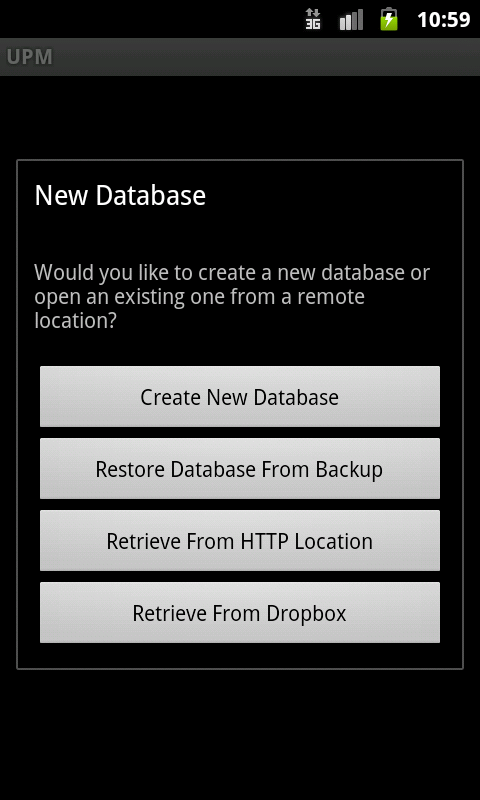 3G 10:59
UPM
New Database
Would you like to create a new database or
open an existing one from a remote
location?
Create New Database
Restore Database From Backup
Retrieve From HTTP Location
Retrieve From Dropbox